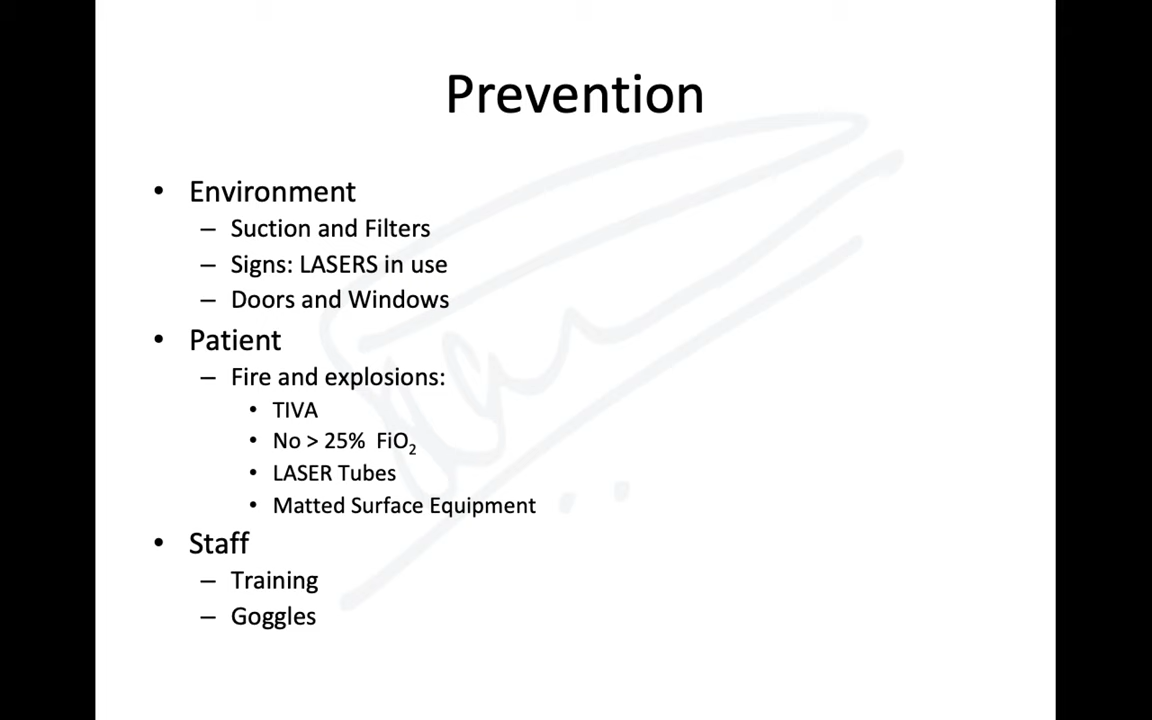 Prevention
• Environment
– Suction and Filters
– Signs: LASERS in use
– Doors and Windows
• Patient
– Fire and explosions:
• TIVA
• No > 25% FiO₂
• LASER Tubes
• Matted Surface Equipment
• Staff
– Training
– Goggles